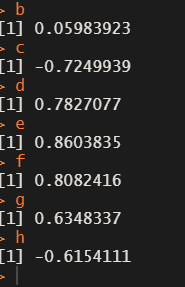 > b
[1] 0.05983923
> c
[1] -0.7249939
> d
[1] 0.7827077
> e
[1] 0.8603835
> f
[1] 0.8082416
> g
[1] 0.6348337
> h
[1] -0.6154111
>